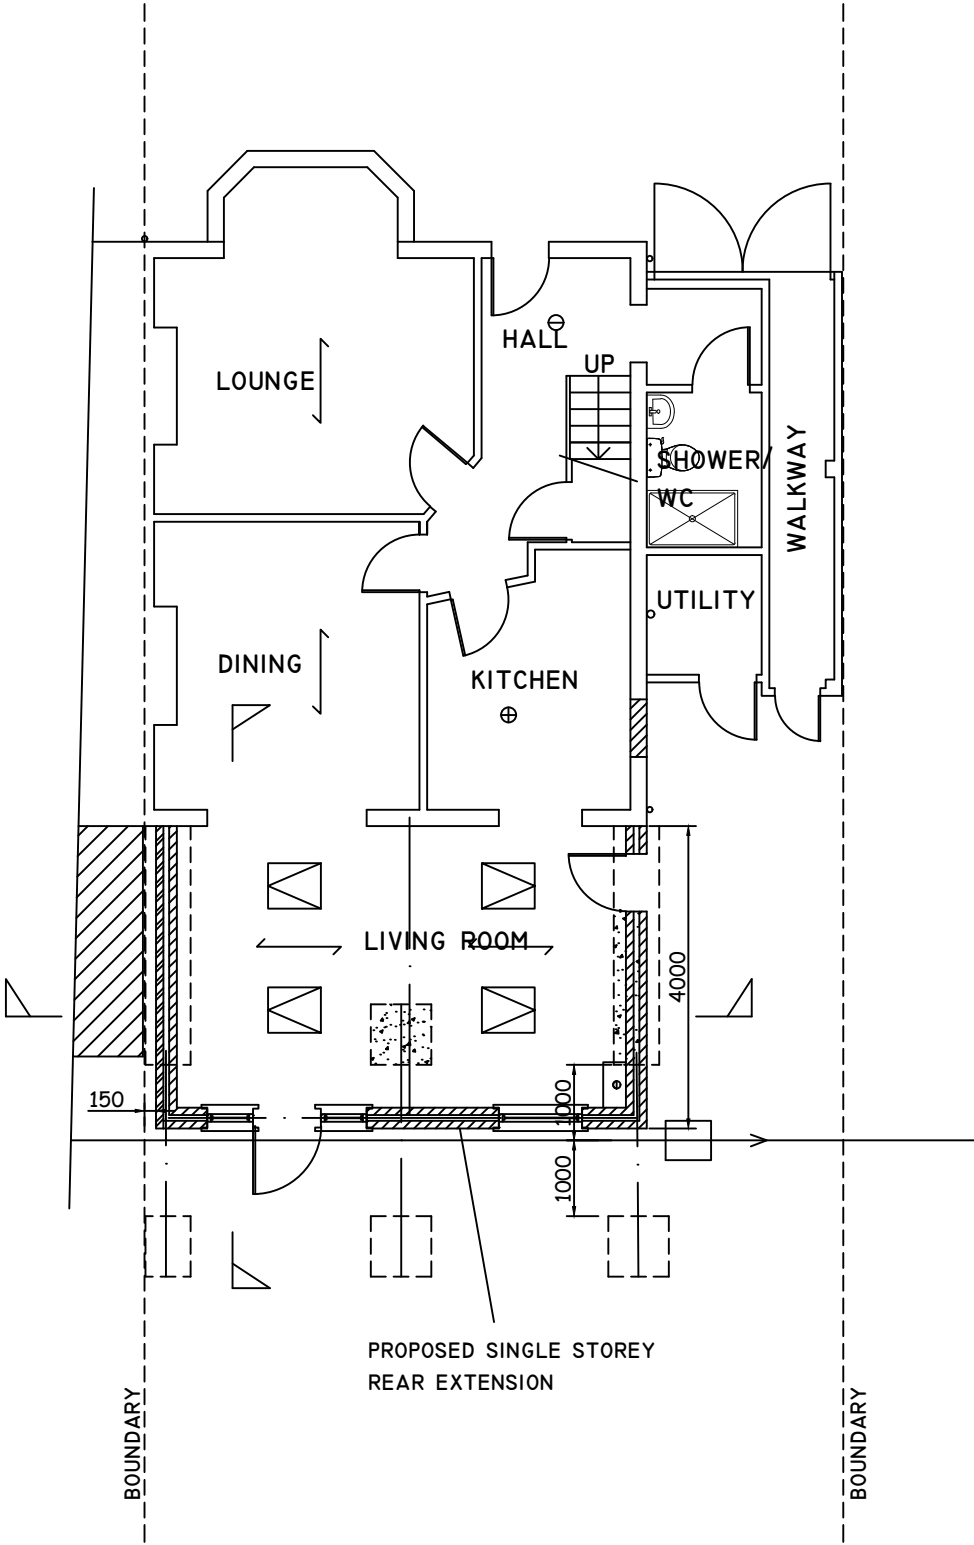 HALL
UP
LOUNGE
SHOWER/
WC
WALKWAY
UTILITY
DINING
KITCHEN
LIVING ROOM
4000
150
1000
1000
PROPOSED SINGLE STOREY
REAR EXTENSION
BOUNDARY
BOUNDARY